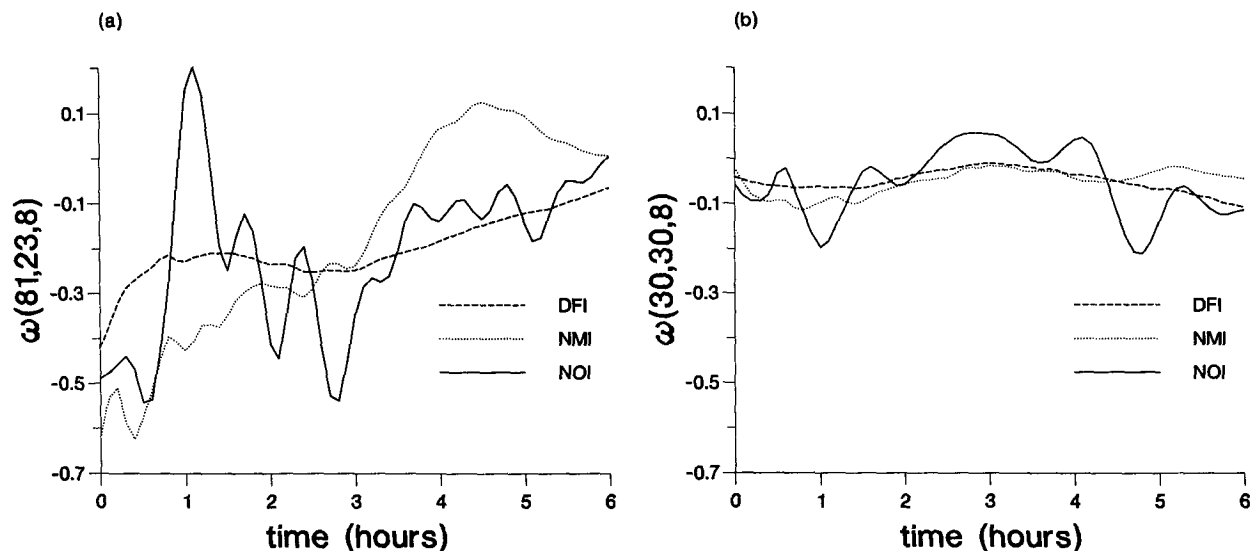 (a)
ω(81,23,8)
0.1
-0.1
-0.3
-0.5
-0.7
0
1
2
3
4
5
6
time (hours)
DFI
NMI
NOI
(b)
ω(30,30,8)
0.1
-0.1
-0.3
-0.5
-0.7
0
1
2
3
4
5
6
time (hours)
DFI
NMI
NOI